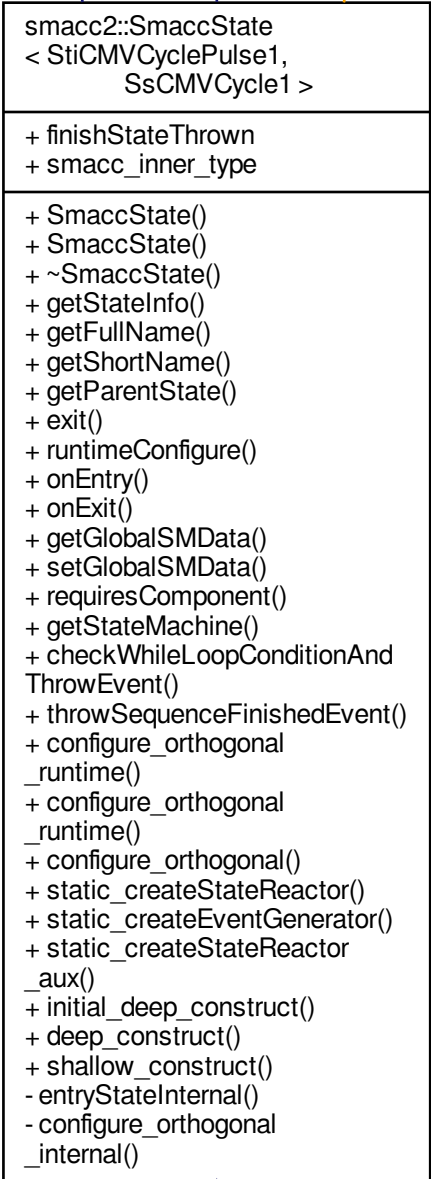 smacc2::SmaccState
< StiCMVCyclePulse1,
SsCMVCycle1 >
+ finishStateThrown
+ smacc_inner_type
+ SmaccState()
+ SmaccState()
+ ~SmaccState()
+ getStateInfo()
+ getFullName()
+ getShortName()
+ getParentState()
+ exit()
+ runtimeConfigure()
+ onEntry()
+ onExit()
+ getGlobalSMData()
+ setGlobalSMData()
+ requiresComponent()
+ getStateMachine()
+ checkWhileLoopConditionAnd
ThrowEvent()
+ throwSequenceFinishedEvent()
+ configure_orthogonal
_runtime()
+ configure_orthogonal
_runtime()
+ configure_orthogonal()
+ static_createStateReactor()
+ static_createEventGenerator()
+ static_createStateReactor
_aux()
+ initial_deep_construct()
+ deep_construct()
+ shallow_construct()
- entryStateInternal()
- configure_orthogonal
_internal()